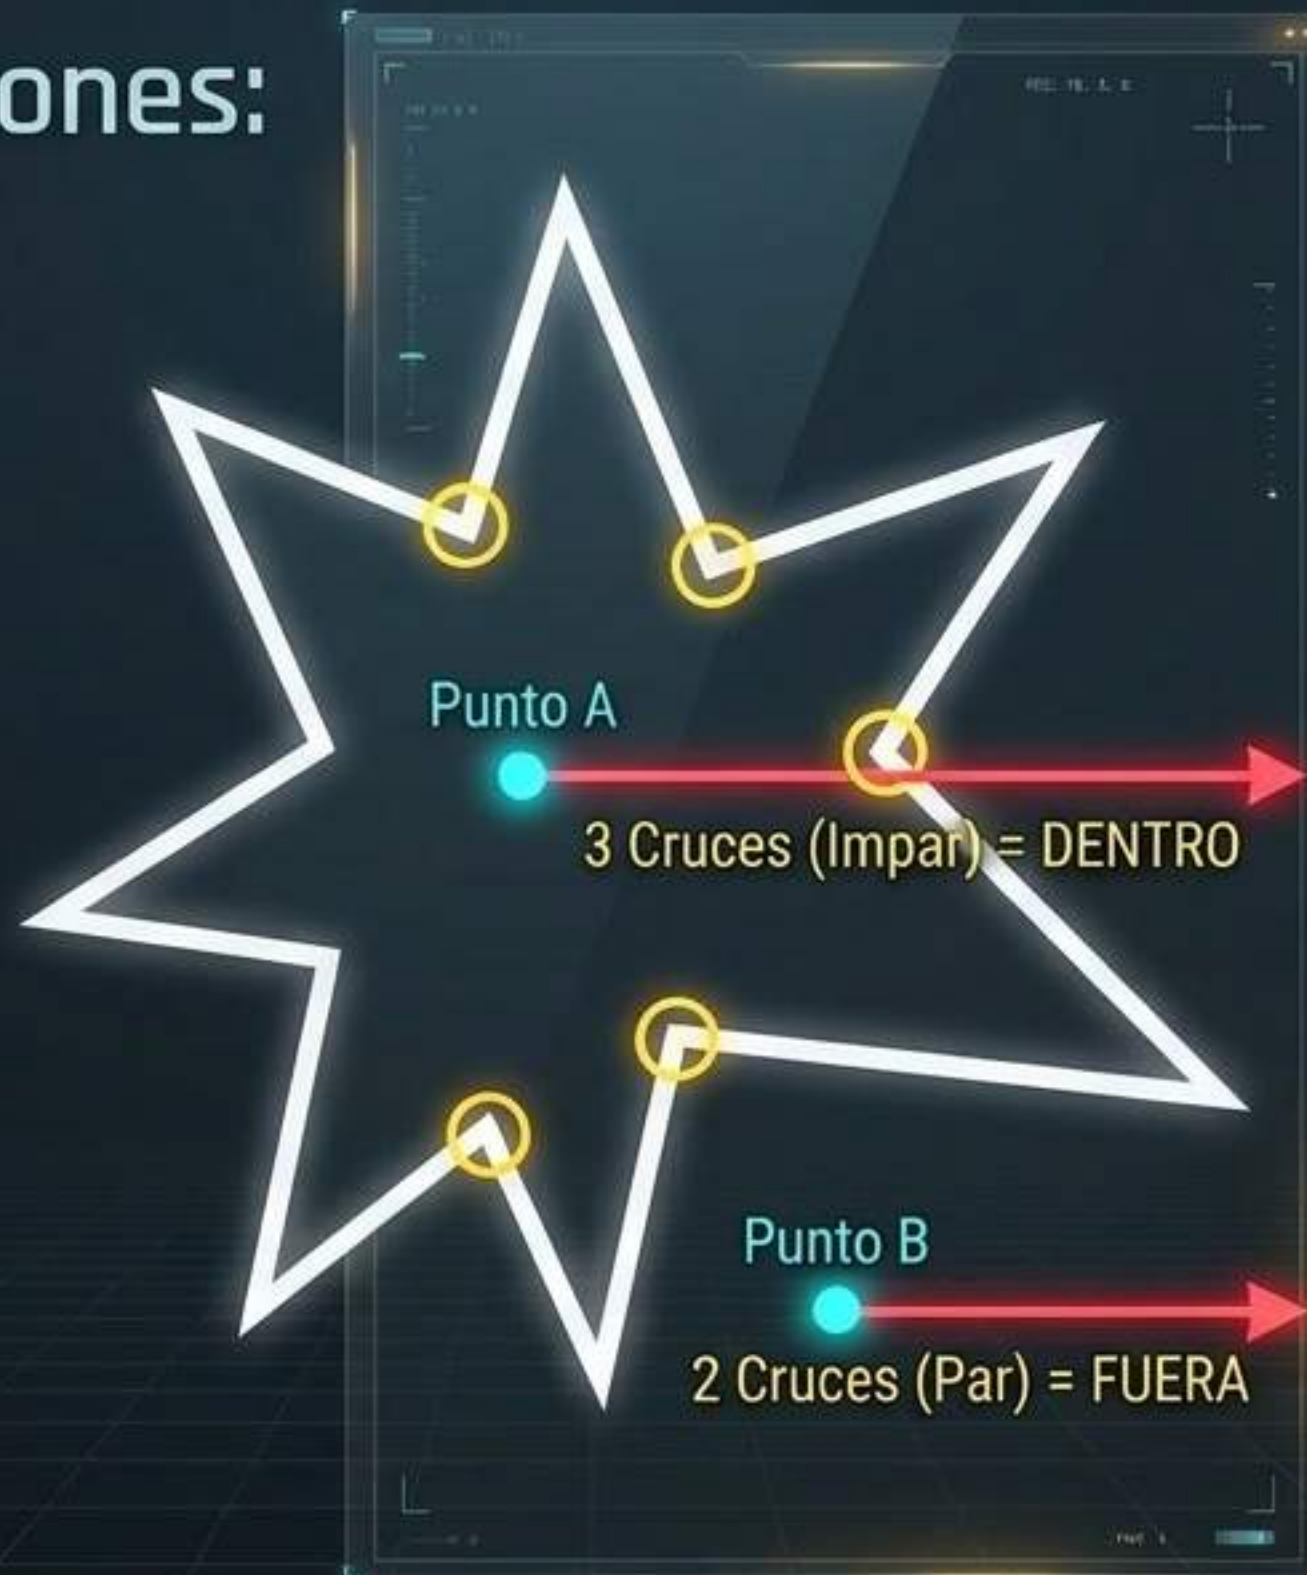 ones:
Punto A
3 Cruces (Impar) = DENTRO
Punto B
2 Cruces (Par) = FUERA